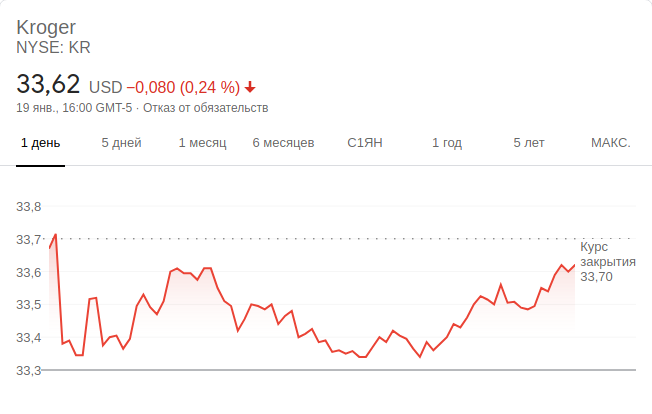 Kroger
NYSE: KR
33,62 USD −0,080 (0,24 %)
19 янв., 16:00 GMT-5 · Отказ от обязательств
1 день 5 дней 1 месяц 6 месяцев С1ЯН 1 год 5 лет МАКС.
33,8
33,7
33,6
33,5
33,4
33,3
Курс
закрытия
33,70